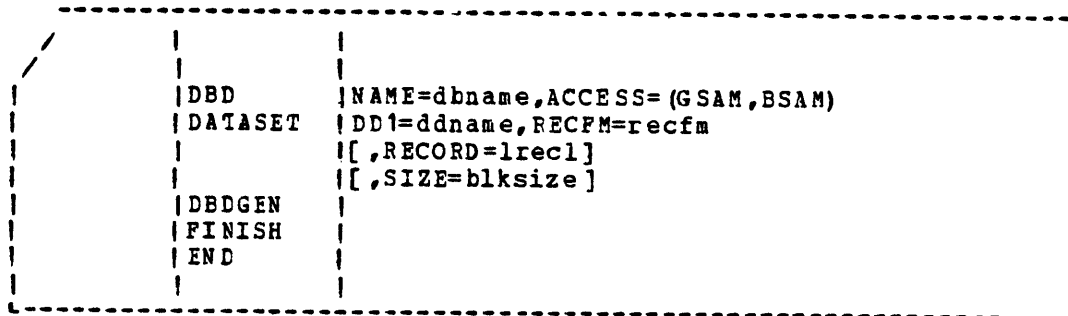 DBD NAME=dbname,ACCESS=(GSAM,BSAM)
DATASET DD1=ddname,RECFM=recfm
[,RECORD=lrecl]
[,SIZE=blksize]
DBDGEN
FINISH
END